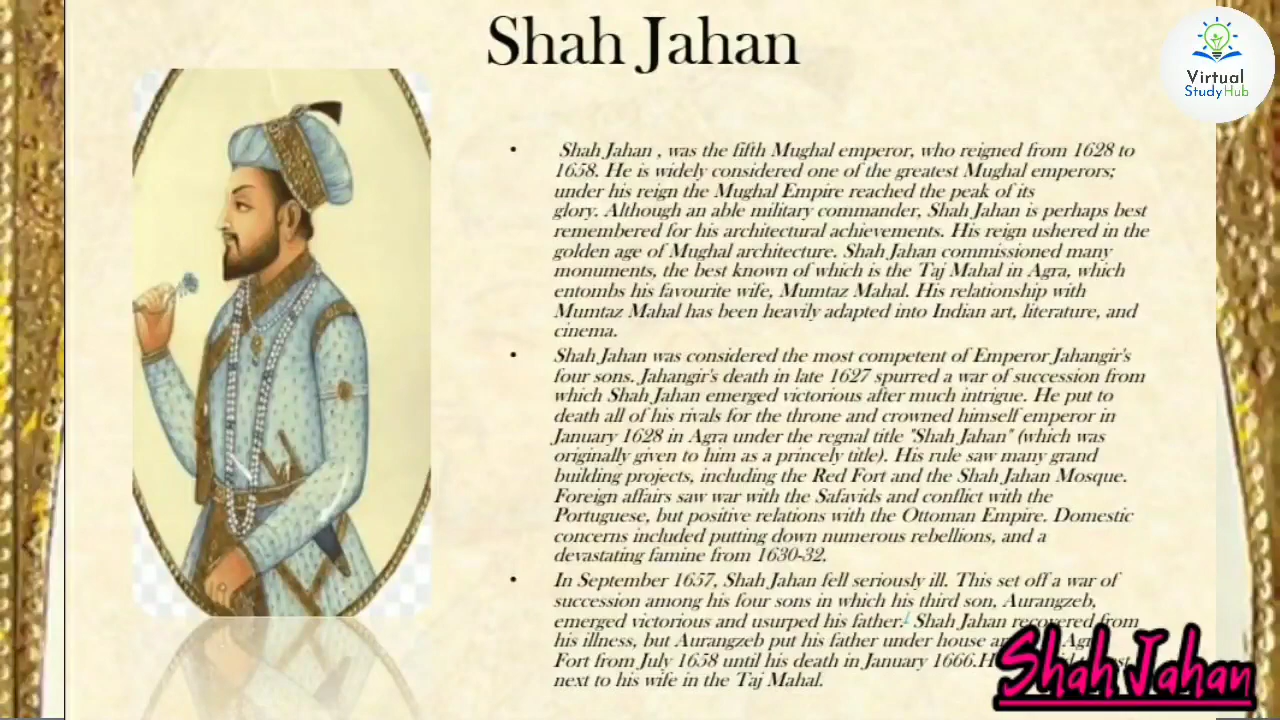 Shah Jahan
Virtual
Study Hub
• Shah Jahan , was the fifth Mughal emperor, who reigned from 1628 to
1658. He is widely considered one of the greatest Mughal emperors;
under his reign the Mughal Empire reached the peak of its
glory. Although an able military commander, Shah Jahan is perhaps best
remembered for his architectural achievements. His reign ushered in the
golden age of Mughal architecture. Shah Jahan commissioned many
monuments, the best known of which is the Taj Mahal in Agra, which
entombs his favourite wife, Mumtaz Mahal. His relationship with
Mumtaz Mahal has been heavily adapted into Indian art, literature, and
cinema.
• Shah Jahan was considered the most competent of Emperor Jahangir's
four sons. Jahangir's death in late 1627 spurred a war of succession from
which Shah Jahan emerged victorious after much intrigue. He put to
death all of his rivals for the throne and crowned himself emperor in
January 1628 in Agra under the regnal title "Shah Jahan" (which was
originally given to him as a princely title). His rule saw many grand
building projects, including the Red Fort and the Shah Jahan Mosque.
Foreign affairs saw war with the Safavids and conflict with the
Portuguese, but positive relations with the Ottoman Empire. Domestic
concerns included putting down numerous rebellions, and a
devastating famine from 1630-32.
• In September 1657, Shah Jahan fell seriously ill. This set off a war of
succession among his four sons in which his third son, Aurangzeb,
emerged victorious and usurped his father. Shah Jahan recovered from
his illness, but Aurangzeb put his father under house
Fort from July 1658 until his death in January 1666.
next to his wife in the Taj Mahal.
Shah Jahan